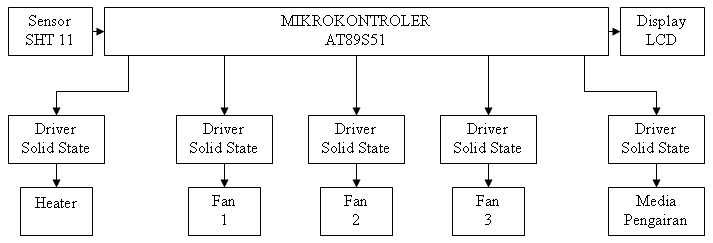 Sensor
SHT 11
MIKROKONTROLER
AT89S51
Display
LCD
Driver
Solid State
Driver
Solid State
Driver
Solid State
Driver
Solid State
Driver
Solid State
Heater
Fan
1
Fan
2
Fan
3
Media
Pengairan